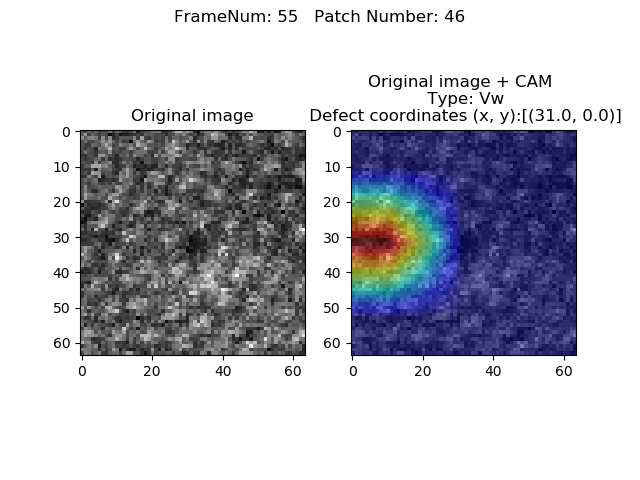 FrameNum: 55   Patch Number: 46
Original image
0
10
20
30
40
50
60
0 20 40 60
Original image + CAM
Type: Vw
Defect coordinates (x, y):[(31.0, 0.0)]
0
10
20
30
40
50
60
0 20 40 60